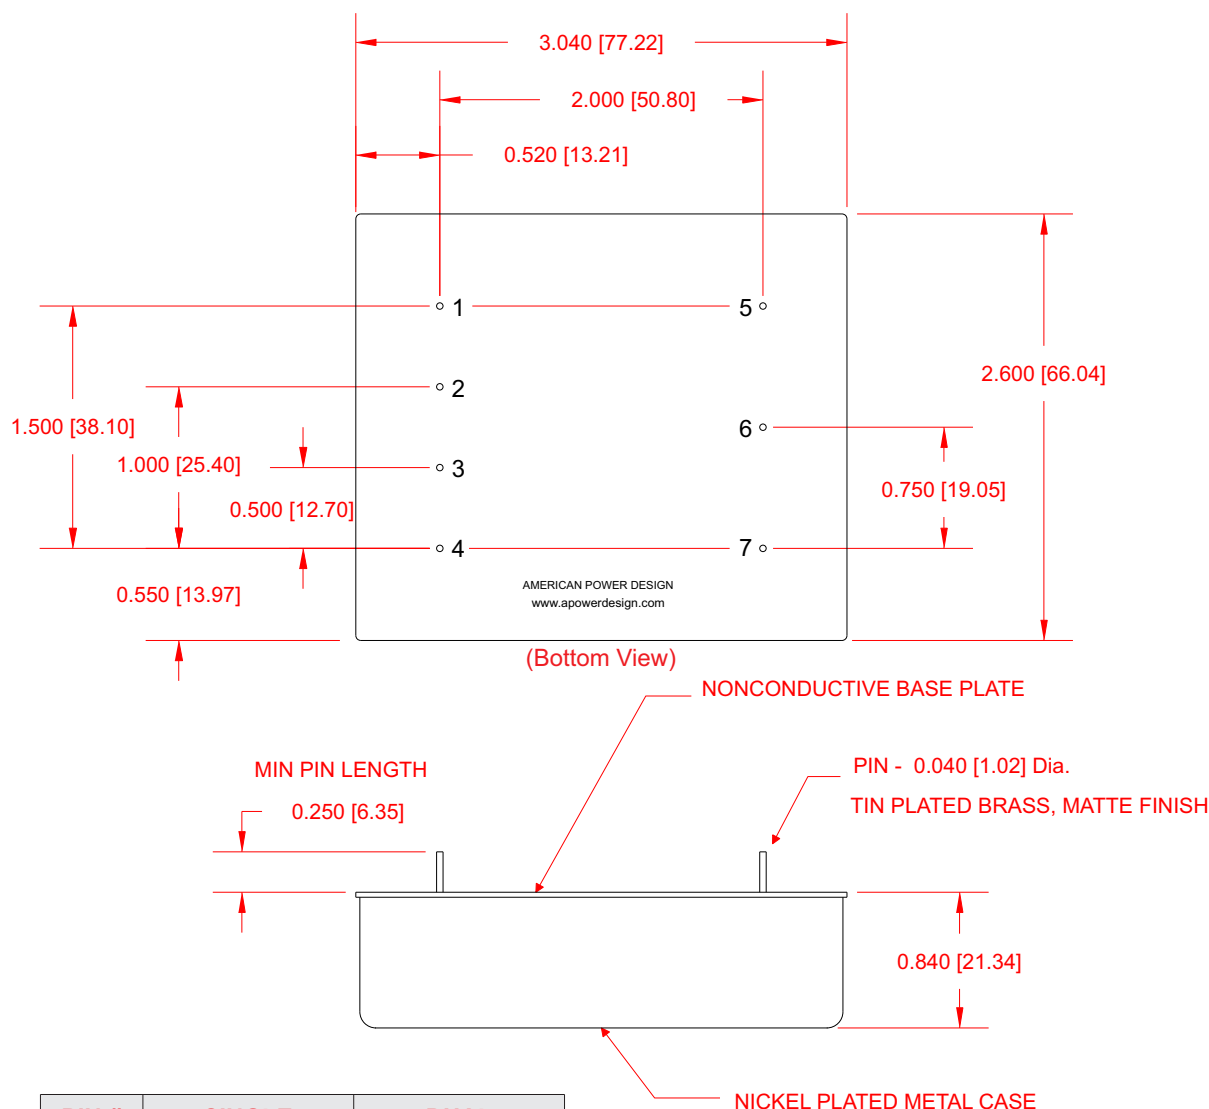 3.040 [77.22]
2.000 [50.80]
0.520 [13.21]
1
5
2
2.600 [66.04]
1.500 [38.10]
6
1.000 [25.40]
3
0.750 [19.05]
0.500 [12.70]
4
7
0.550 [13.97]
AMERICAN POWER DESIGN
www.apowerdesign.com
(Bottom View)
NONCONDUCTIVE BASE PLATE
MIN PIN LENGTH
0.250 [6.35]
PIN - 0.040 [1.02] Dia.
TIN PLATED BRASS, MATTE FINISH
0.840 [21.34]
NICKEL PLATED METAL CASE